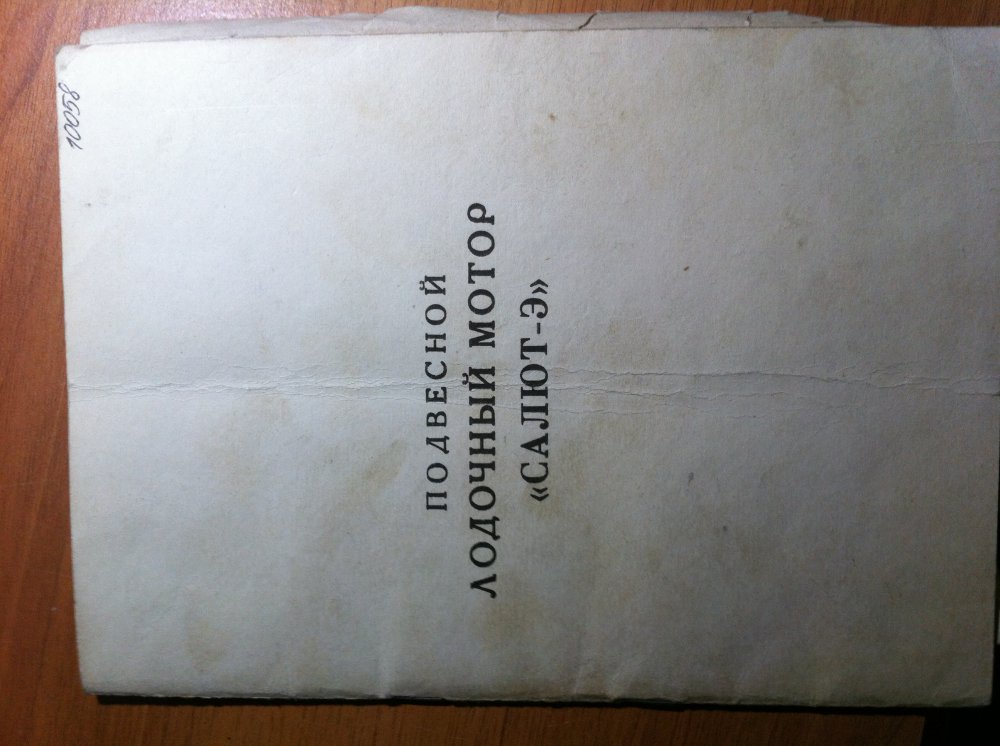 10058
ПОДВЕСНОЙ
ЛОДОЧНЫЙ МОТОР
«САЛЮТ-Э»